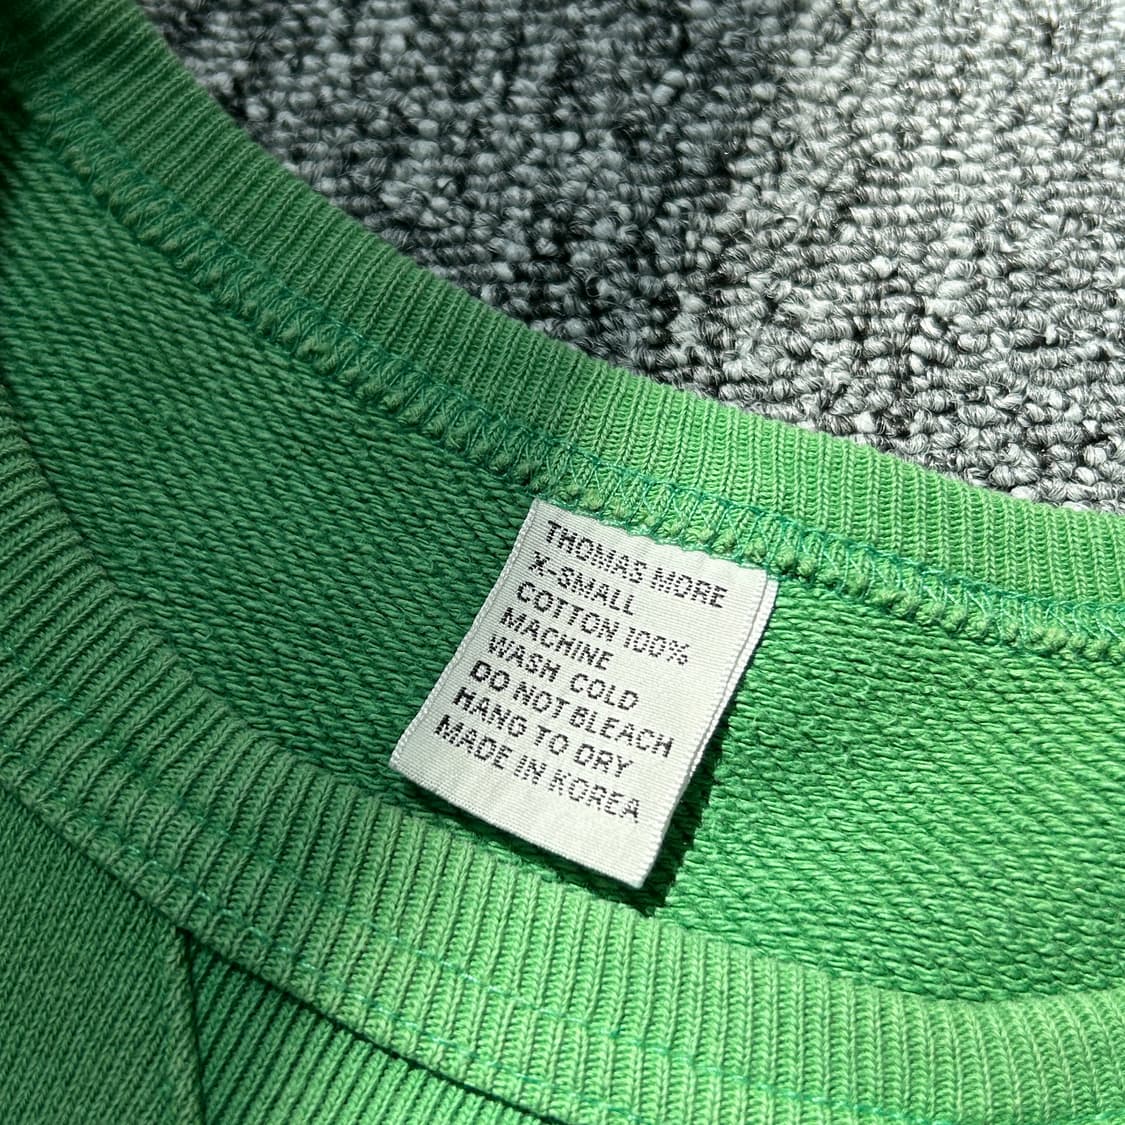 THOMAS MORE
X-SMALL
COTTON 100%
MACHINE
WASH COLD
DO NOT BLEACH
HANG TO DRY
MADE IN KOREA